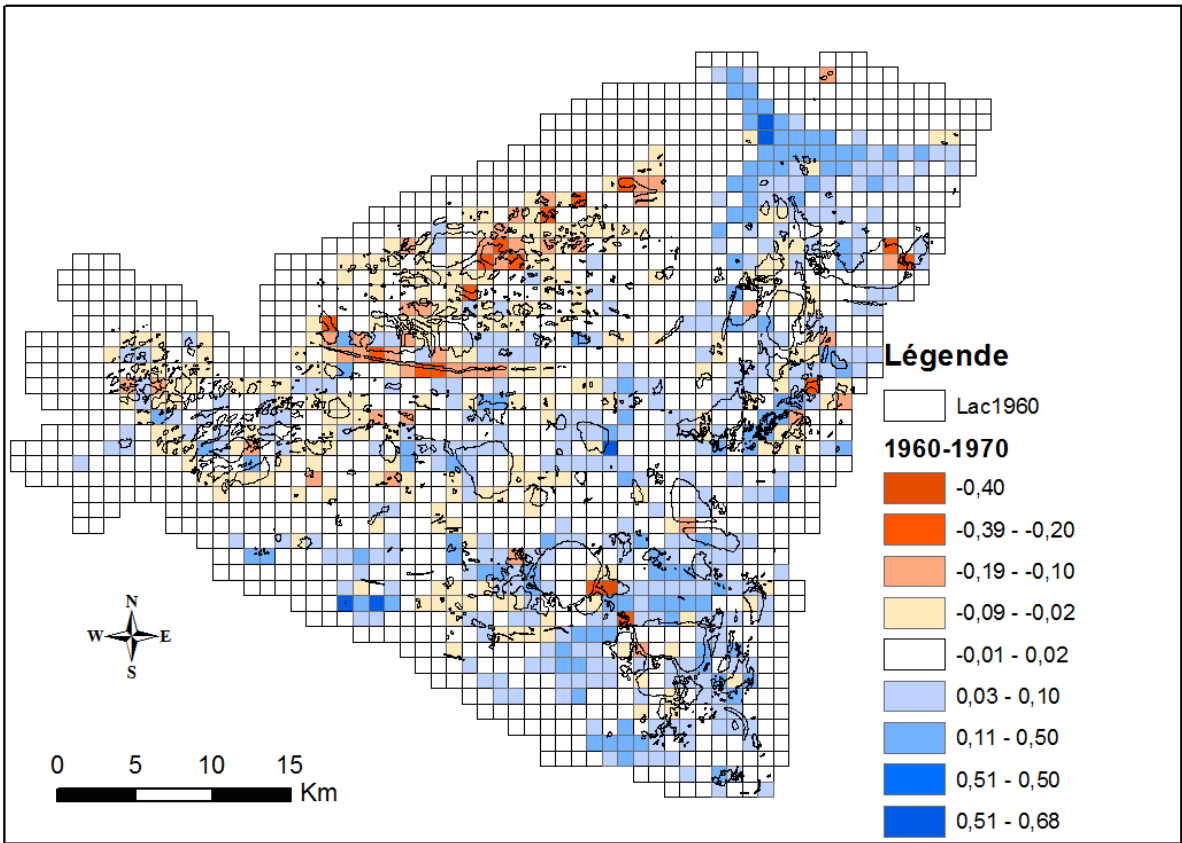 Légende
Lac1960
1960-1970
-0,40
-0,39 - -0,20
-0,19 - -0,10
-0,09 - -0,02
-0,01 - 0,02
0,03 - 0,10
0,11 - 0,50
0,51 - 0,50
0,51 - 0,68
N
W E
S
0 5 10 15
Km